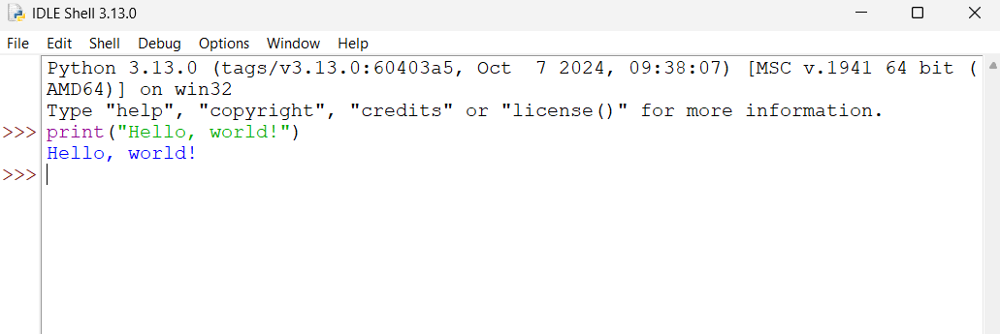 IDLE Shell 3.13.0
File Edit Shell Debug Options Window Help
Python 3.13.0 (tags/v3.13.0:60403a5, Oct  7 2024, 09:38:07) [MSC v.1941 64 bit (
AMD64)] on win32
Type "help", "copyright", "credits" or "license()" for more information.
>>> print("Hello, world!")
Hello, world!
>>>